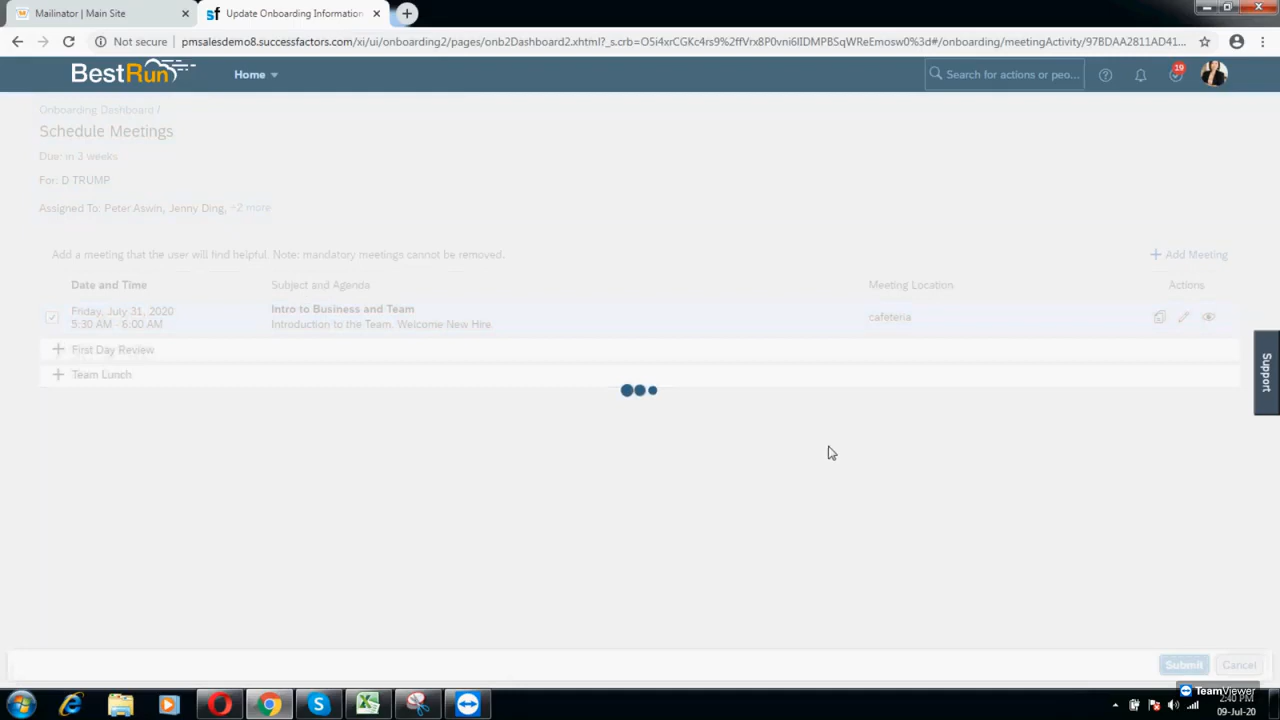 Mailinator | Main Site
Update Onboarding Information
Not secure
pmsalesdemo8.successfactors.com/xi/ui/onboarding2/pages/onb2Dashboard2.xhtml?_s.crb=O5i4xrCGKc4rs9%2ffVrx8P0vni6lIDMPBSqWReEmosw0%3d#/onboarding/meetingActivity/97BDAA2811AD41...
BestRun
Home
Search for actions or peo...
19
Onboarding Dashboard /
Schedule Meetings
Due: in 3 weeks
For: D TRUMP
Assigned To: Peter Aswin, Jenny Ding, +2 more
Add a meeting that the user will find helpful. Note: mandatory meetings cannot be removed.
+ Add Meeting
Date and Time Subject and Agenda Meeting Location Actions
Friday, July 31, 2020
5:30 AM - 6:00 AM
Intro to Business and Team
Introduction to the Team. Welcome New Hire.
cafeteria
+ First Day Review
+ Team Lunch
Support
Submit Cancel
TeamViewer
2:40 PM
09-Jul-20